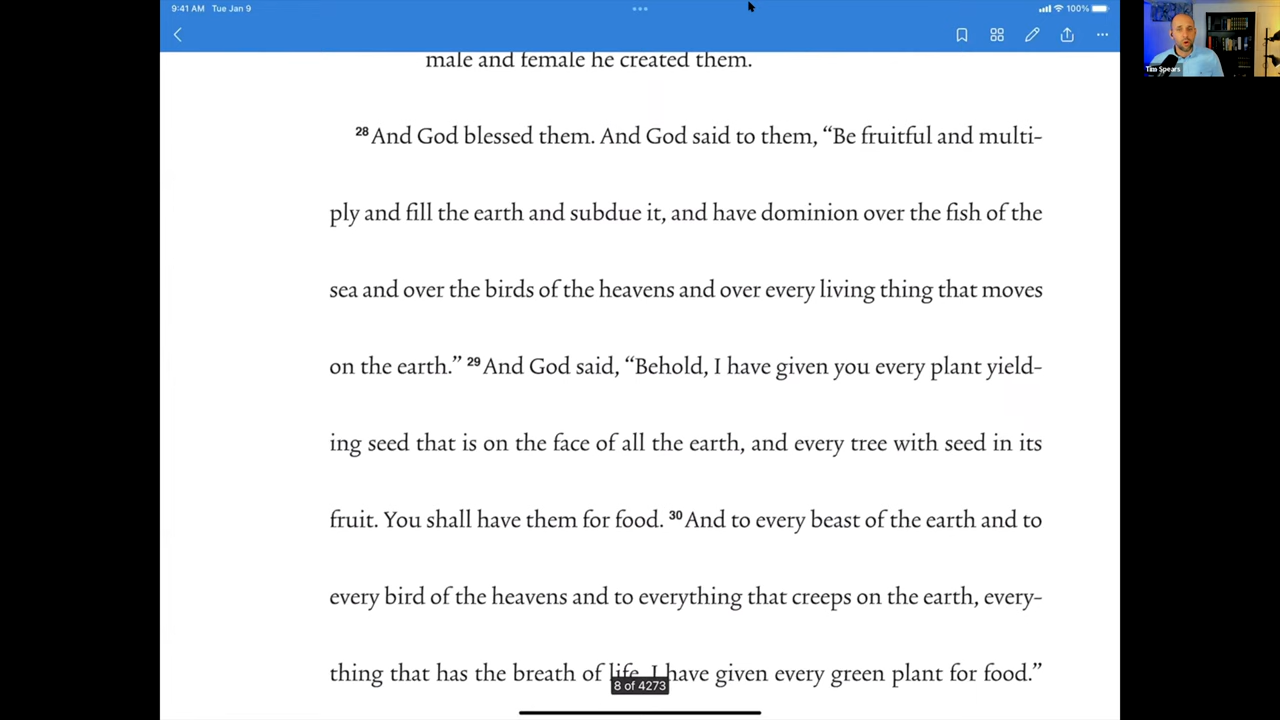 9:41 AM Tue Jan 9
100%
Tim Spears
male and female he created them.
28 And God blessed them. And God said to them, “Be fruitful and multi-
ply and fill the earth and subdue it, and have dominion over the fish of the
sea and over the birds of the heavens and over every living thing that moves
on the earth.” 29 And God said, “Behold, I have given you every plant yield-
ing seed that is on the face of all the earth, and every tree with seed in its
fruit. You shall have them for food. 30 And to every beast of the earth and to
every bird of the heavens and to everything that creeps on the earth, every-
thing that has the breath of life, I have given every green plant for food.”
8 of 4273